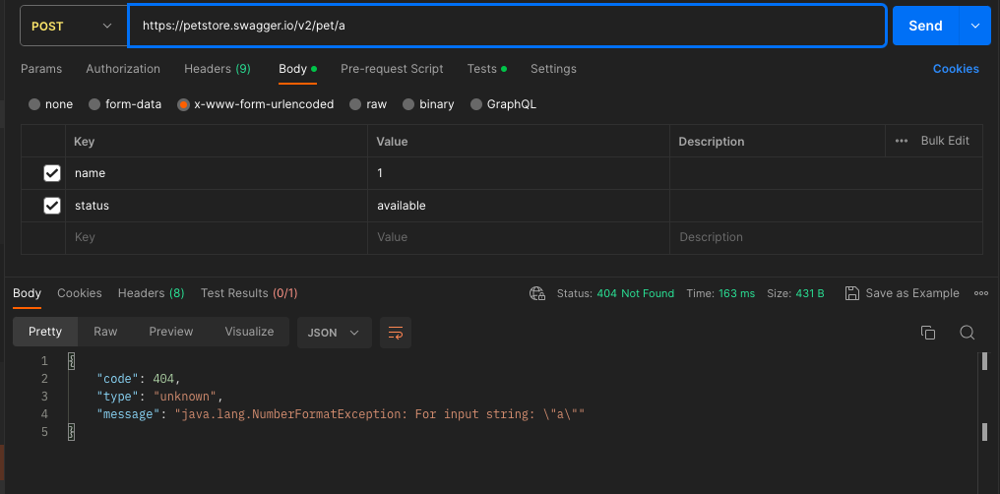 POST https://petstore.swagger.io/v2/pet/a Send
Params Authorization Headers (9) Body Pre-request Script Tests Settings Cookies
none form-data x-www-form-urlencoded raw binary GraphQL
Key Value Description Bulk Edit
name 1
status available
Key Value Description
Body Cookies Headers (8) Test Results (0/1) Status: 404 Not Found Time: 163 ms Size: 431 B Save as Example
Pretty Raw Preview Visualize JSON
1 {
2 "code": 404,
3 "type": "unknown",
4 "message": "java.lang.NumberFormatException: For input string: \"a\""
5 }